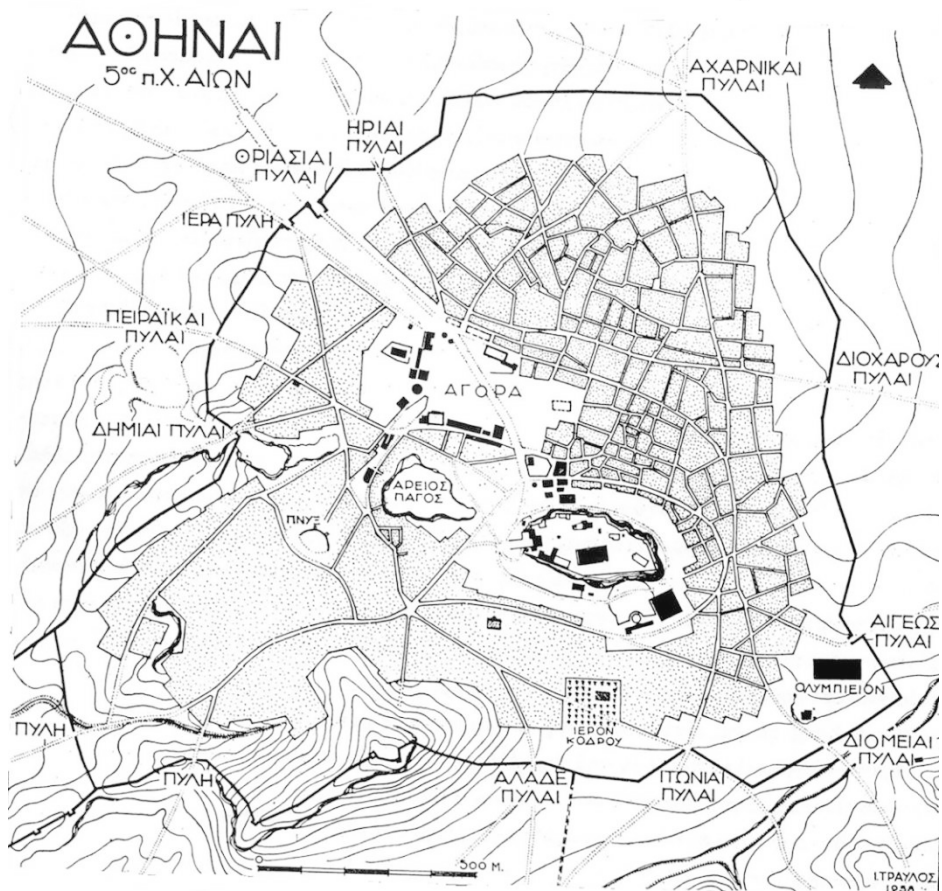 ΑΘΗΝΑΙ
5ος π.Χ. ΑΙΩΝ
ΑΧΑΡΝΙΚΑΙ
ΠΥΛΑΙ
ΗΡΙΑΙ
ΠΥΛΑΙ
ΘΡΙΑΣΙΑΙ
ΠΥΛΑΙ
ΙΕΡΑ ΠΥΛΗ
ΠΕΙΡΑΪΚΑΙ
ΠΥΛΑΙ
ΔΙΟΧΑΡΟΥΣ
ΠΥΛΑΙ
ΑΓΟΡΑ
ΔΗΜΙΑΙ ΠΥΛΑΙ
ΑΡΕΙΟΣ
ΠΑΓΟΣ
ΠΝΥΞ
ΑΙΓΕΩΣ
ΠΥΛΑΙ
ΟΛΥΜΠΙΕΙΟΝ
ΙΕΡΟΝ
ΚΟΔΡΟΥ
ΠΥΛΗ
ΠΥΛΗ
ΑΛΑΔΕ
ΠΥΛΑΙ
ΙΤΩΝΙΑΙ
ΠΥΛΑΙ
ΔΙΟΜΕΙΑΙ
ΠΥΛΑΙ
500 Μ.
Ι.ΤΡΑΥΛΟΣ